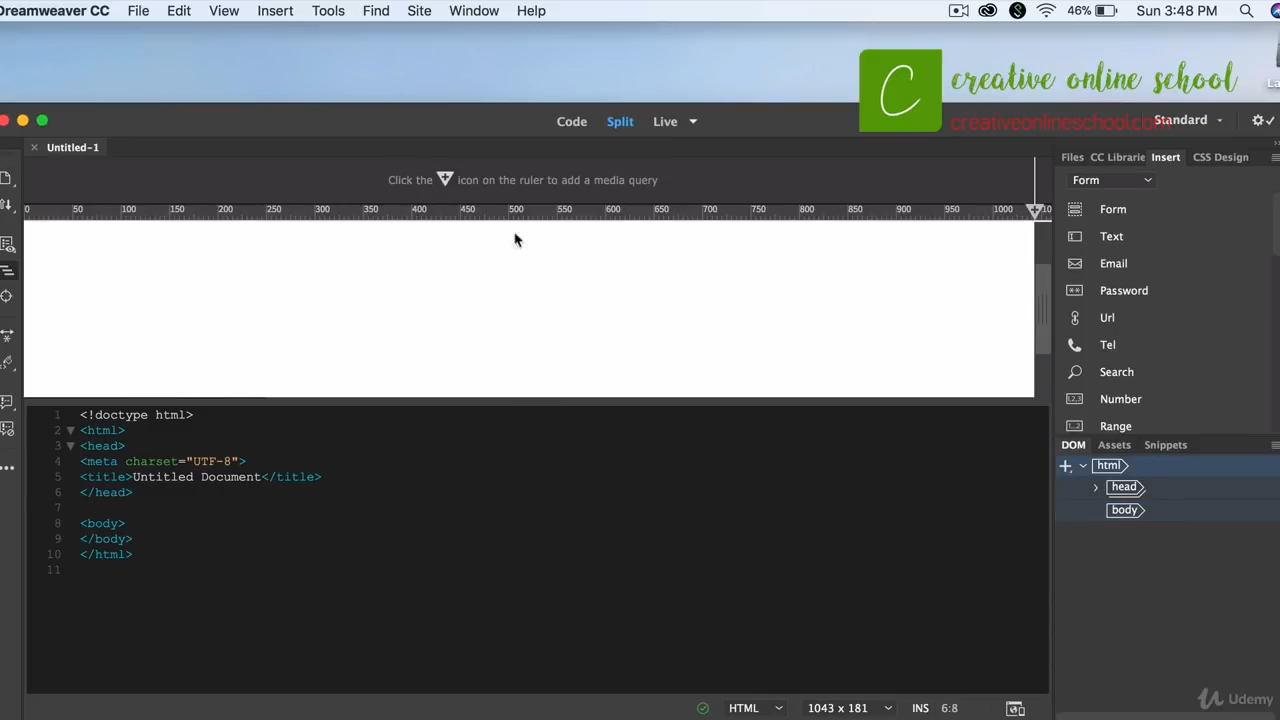 Dreamweaver CC File Edit View Insert Tools Find Commands Site Window Help 46% Sun 3:48 PM
C creative online school
creativeonlineschool.com
Code Split Live Standard
Untitled-1
Files CC Librarie Insert CSS Design
Click the icon on the ruler to add a media query
Form
0 50 100 150 200 250 300 350 400 450 500 550 600 650 700 750 800 850 900 950 1000 10
Form
Text
Email
Password
Url
Tel
Search
Number
Range
1 <!doctype html>
2 <html>
3 <head>
4 <meta charset="UTF-8">
5 <title>Untitled Document</title>
6 </head>
7
8 <body>
9 </body>
10 </html>
11
DOM Assets Snippets
html
head
body
HTML 1043 x 181 INS 6:8
Udemy